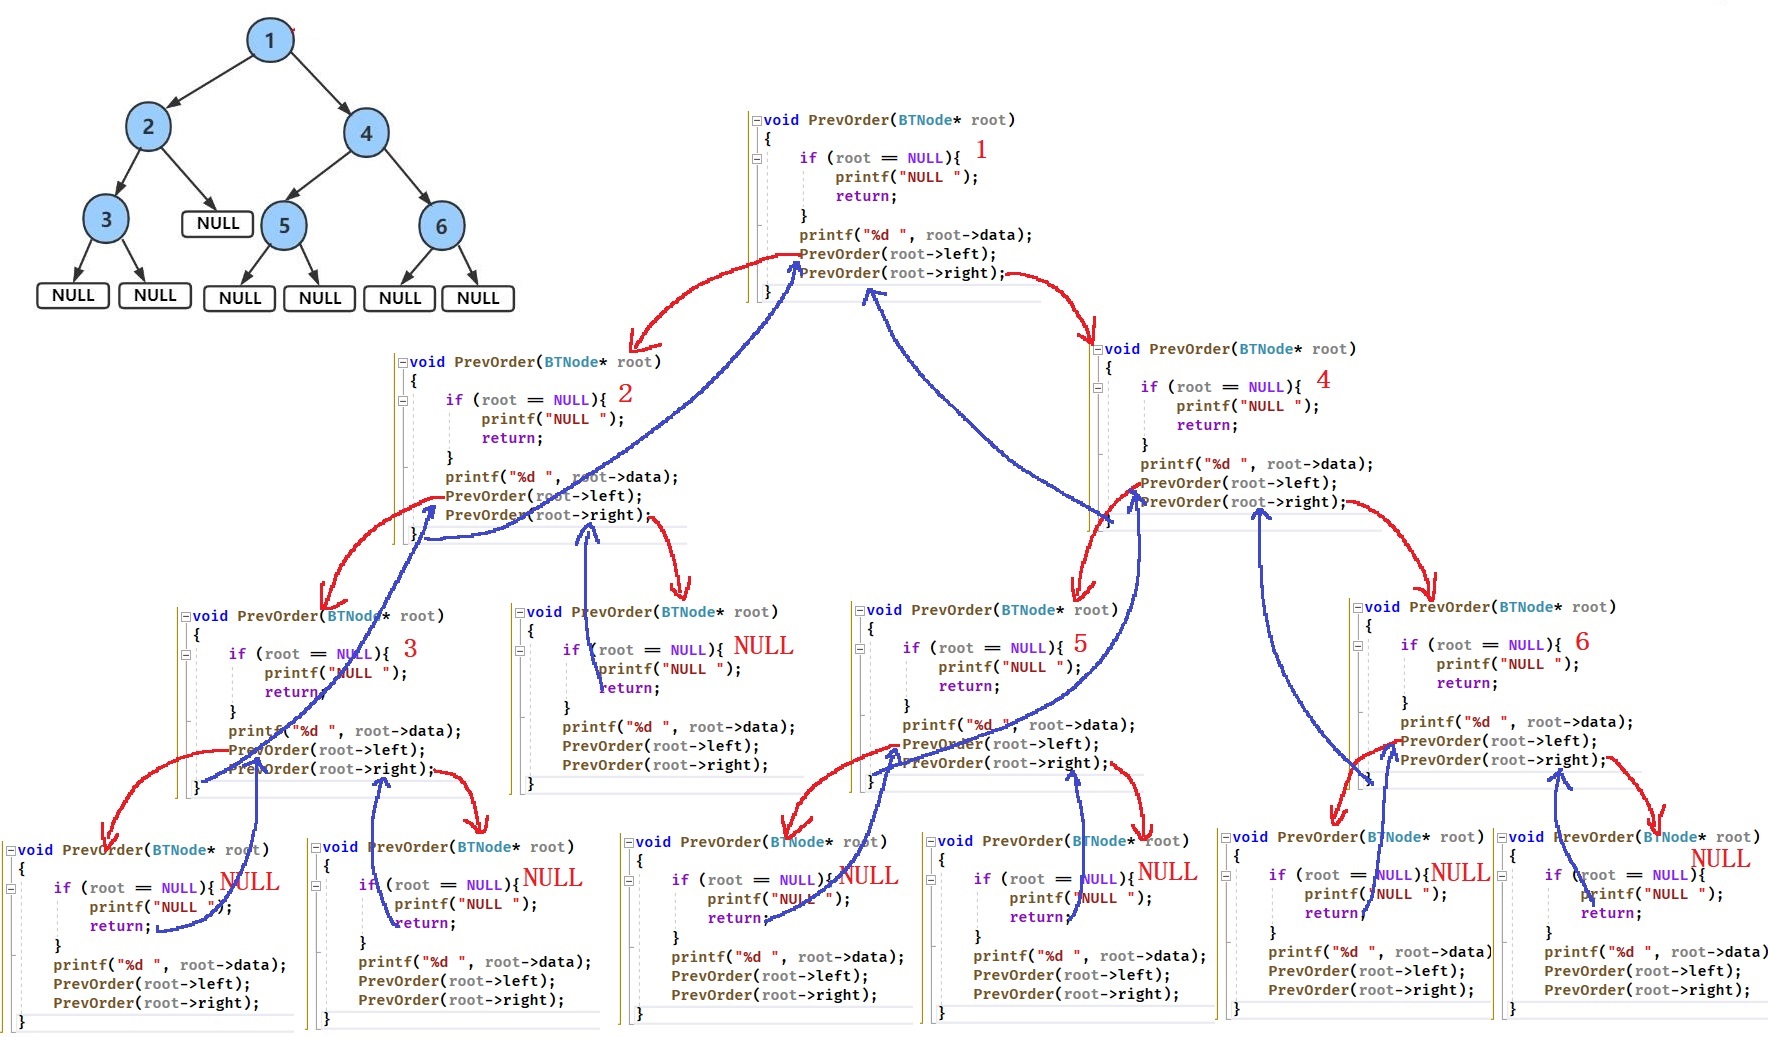 1
2
4
3
NULL
5
6
NULL
NULL
NULL
NULL
NULL
NULL
void PrevOrder(BTNode* root)
{
if (root == NULL){ 1
printf("NULL ");
return;
}
printf("%d ", root->data);
PrevOrder(root->left);
PrevOrder(root->right);
}
void PrevOrder(BTNode* root)
{
if (root == NULL){ 2
printf("NULL ");
return;
}
printf("%d ", root->data);
PrevOrder(root->left);
PrevOrder(root->right);
}
void PrevOrder(BTNode* root)
{
if (root == NULL){ 4
printf("NULL ");
return;
}
printf("%d ", root->data);
PrevOrder(root->left);
PrevOrder(root->right);
}
void PrevOrder(BTNode* root)
{
if (root == NULL){ 3
printf("NULL ");
return;
}
printf("%d ", root->data);
PrevOrder(root->left);
PrevOrder(root->right);
}
void PrevOrder(BTNode* root)
{
if (root == NULL){ NULL
printf("NULL ");
return;
}
printf("%d ", root->data);
PrevOrder(root->left);
PrevOrder(root->right);
}
void PrevOrder(BTNode* root)
{
if (root == NULL){ 5
printf("NULL ");
return;
}
printf("%d ", root->data);
PrevOrder(root->left);
PrevOrder(root->right);
}
void PrevOrder(BTNode* root)
{
if (root == NULL){ 6
printf("NULL ");
return;
}
printf("%d ", root->data);
PrevOrder(root->left);
PrevOrder(root->right);
}
void PrevOrder(BTNode* root)
{
if (root == NULL){ NULL
printf("NULL ");
return;
}
printf("%d ", root->data);
PrevOrder(root->left);
PrevOrder(root->right);
}
void PrevOrder(BTNode* root)
{
if (root == NULL){ NULL
printf("NULL ");
return;
}
printf("%d ", root->data);
PrevOrder(root->left);
PrevOrder(root->right);
}
void PrevOrder(BTNode* root)
{
if (root == NULL){ NULL
printf("NULL ");
return;
}
printf("%d ", root->data);
PrevOrder(root->left);
PrevOrder(root->right);
}
void PrevOrder(BTNode* root)
{
if (root == NULL){ NULL
printf("NULL ");
return;
}
printf("%d ", root->data);
PrevOrder(root->left);
PrevOrder(root->right);
}
void PrevOrder(BTNode* root)
{
if (root == NULL){ NULL
printf("NULL ");
return;
}
printf("%d ", root->data)
PrevOrder(root->left);
PrevOrder(root->right);
}
void PrevOrder(BTNode* root)
{
NULL
if (root == NULL){
printf("NULL ");
return;
}
printf("%d ", root->data)
PrevOrder(root->left);
PrevOrder(root->right);
}